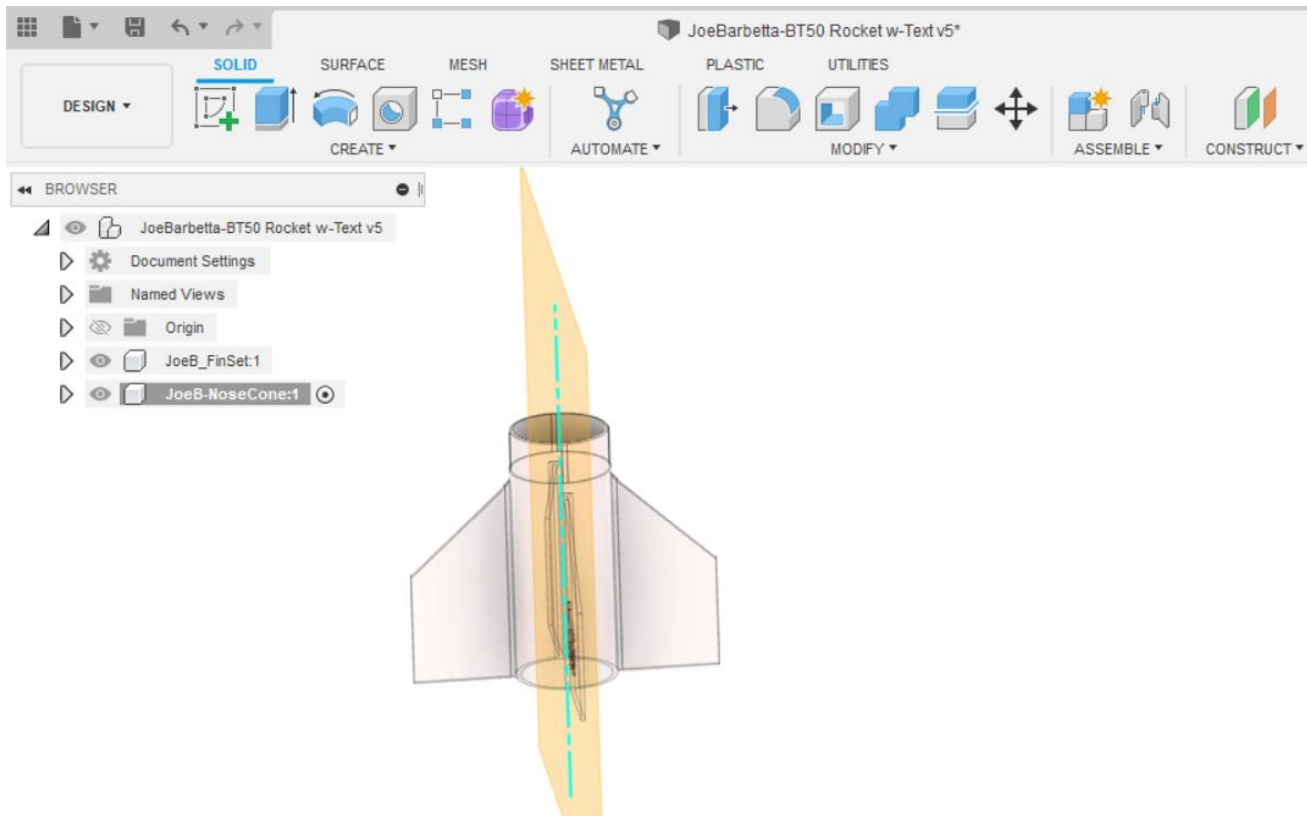 JoeBarbetta-BT50 Rocket w-Text v5*
SOLID SURFACE MESH SHEET METAL PLASTIC UTILITIES
DESIGN
CREATE AUTOMATE MODIFY ASSEMBLE CONSTRUCT
BROWSER
JoeBarbetta-BT50 Rocket w-Text v5
Document Settings
Named Views
Origin
JoeB_FinSet:1
JoeB-NoseCone:1